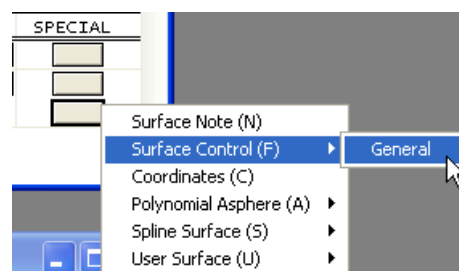 SPECIAL
Surface Note (N)
Surface Control (F)
General
Coordinates (C)
Polynomial Asphere (A)
Spline Surface (S)
User Surface (U)